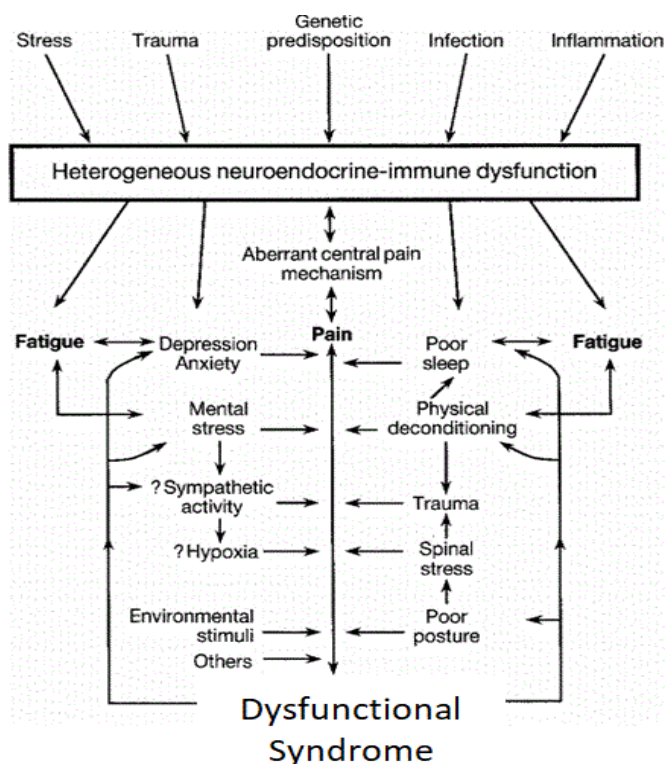 Stress
Trauma
Genetic
predisposition
Infection
Inflammation
Heterogeneous neuroendocrine-immune dysfunction
Aberrant central pain
mechanism
Fatigue
Depression
Anxiety
Pain
Poor
sleep
Fatigue
Mental
stress
Physical
deconditioning
?Sympathetic
activity
Trauma
?Hypoxia
Spinal
stress
Environmental
stimuli
Poor
posture
Others
Dysfunctional
Syndrome